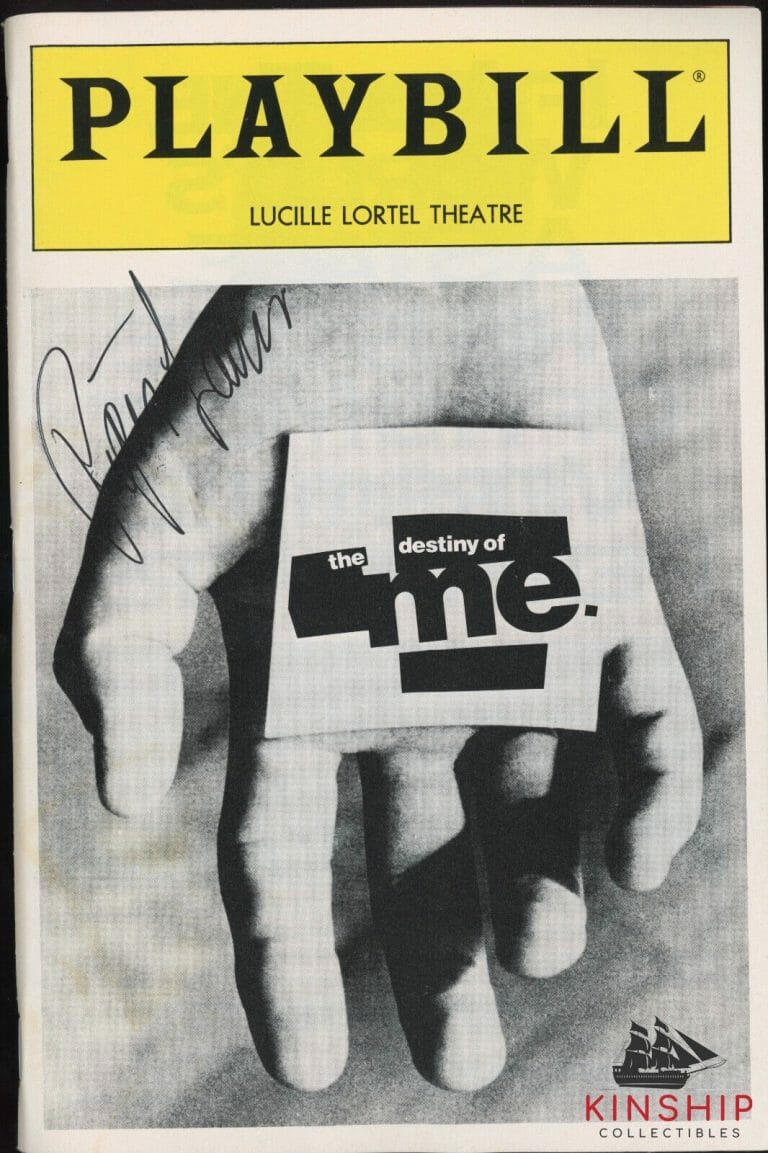 PLAYBILL®
LUCILLE LORTEL THEATRE
the destiny of
me.
KINSHIP
COLLECTIBLES